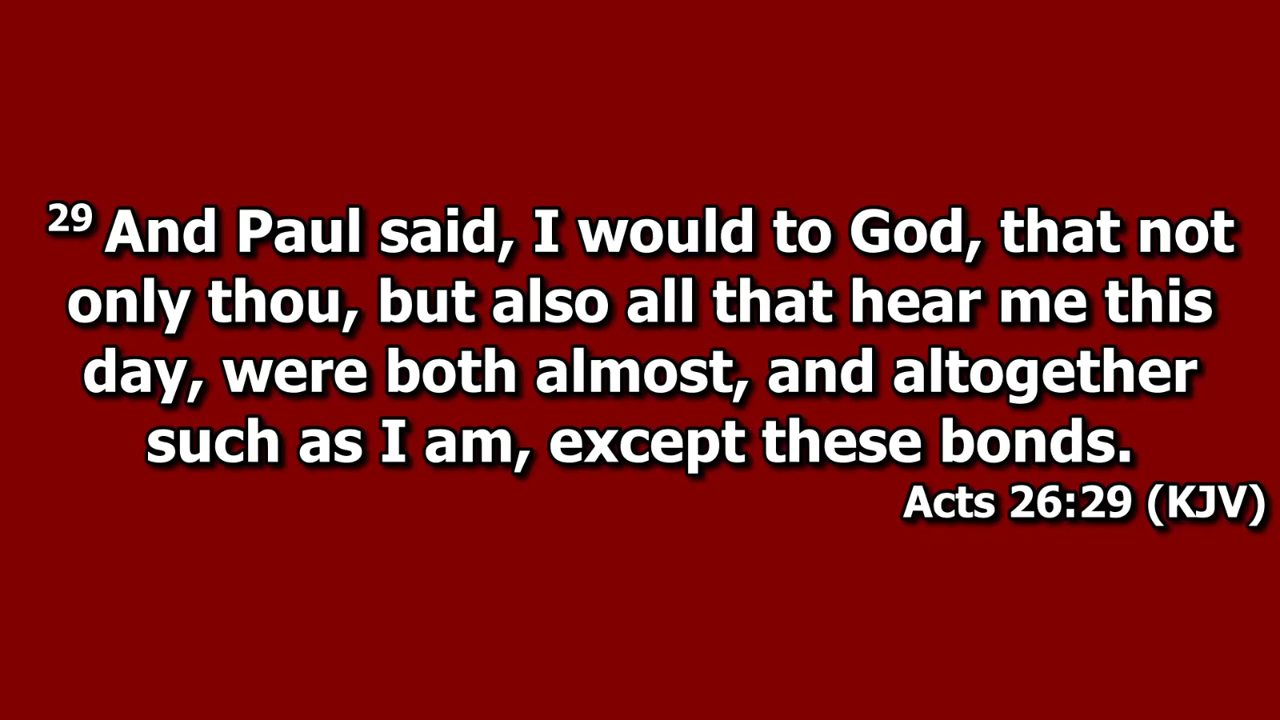 29 And Paul said, I would to God, that not
only thou, but also all that hear me this
day, were both almost, and altogether
such as I am, except these bonds.
Acts 26:29 (KJV)